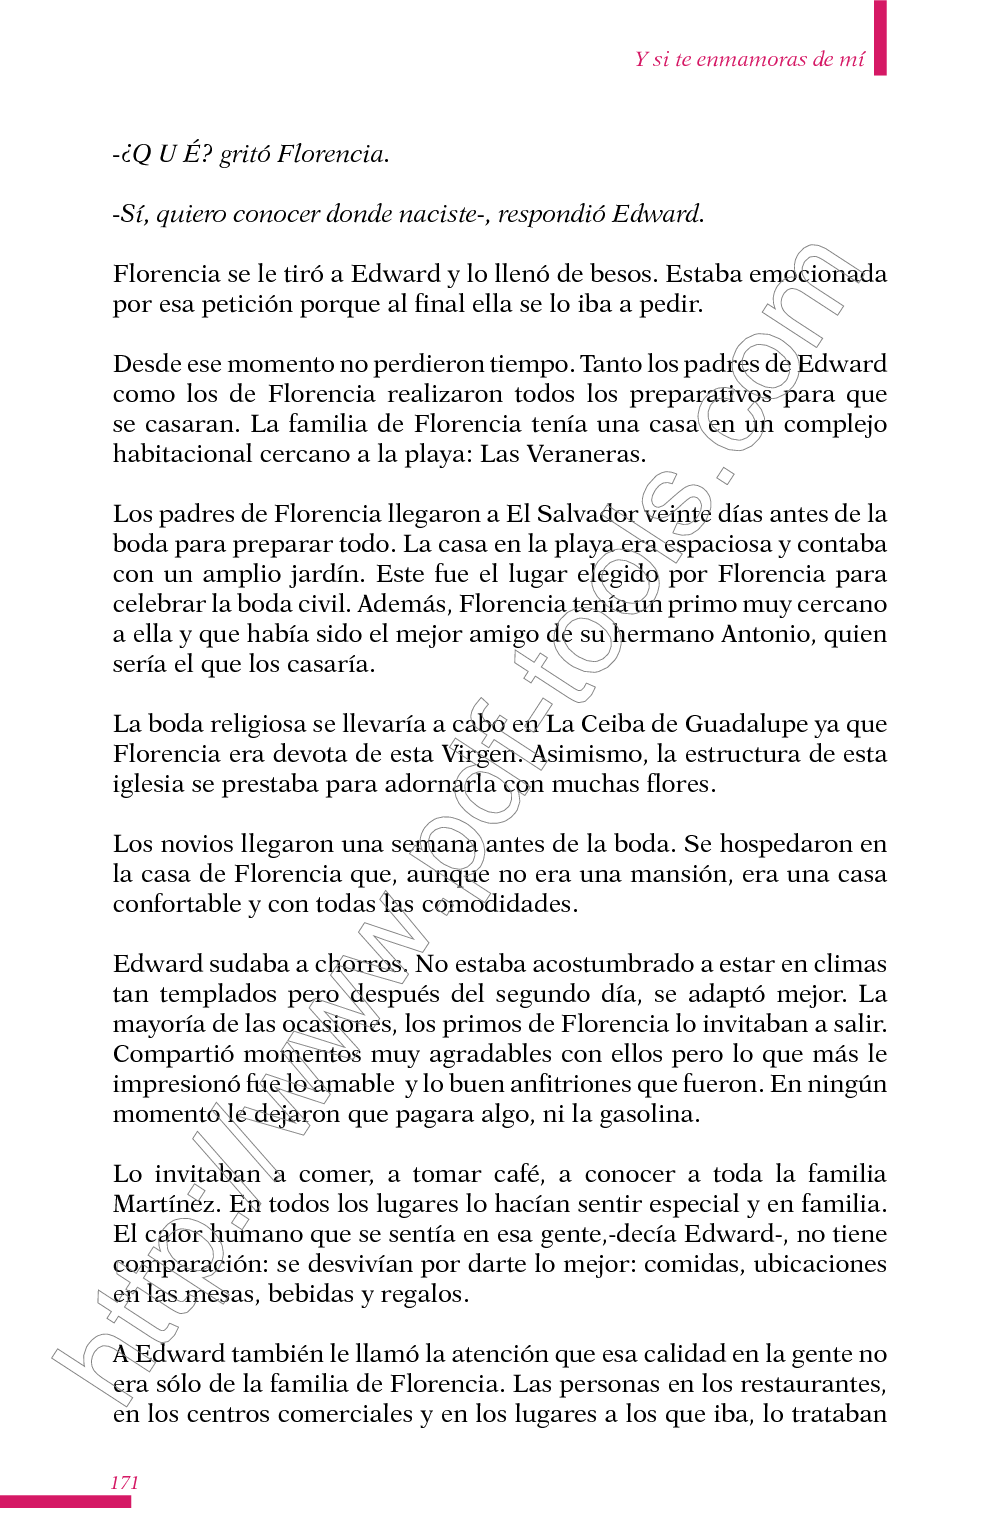 Y si te enmamoras de mí
-¿Q U É? gritó Florencia.
-Sí, quiero conocer donde naciste-, respondió Edward.
Florencia se le tiró a Edward y lo llenó de besos. Estaba emocionada
por esa petición porque al final ella se lo iba a pedir.
Desde ese momento no perdieron tiempo. Tanto los padres de Edward
como los de Florencia realizaron todos los preparativos para que
se casaran. La familia de Florencia tenía una casa en un complejo
habitacional cercano a la playa: Las Veraneras.
Los padres de Florencia llegaron a El Salvador veinte días antes de la
boda para preparar todo. La casa en la playa era espaciosa y contaba
con un amplio jardín. Este fue el lugar elegido por Florencia para
celebrar la boda civil. Además, Florencia tenía un primo muy cercano
a ella y que había sido el mejor amigo de su hermano Antonio, quien
sería el que los casaría.
La boda religiosa se llevaría a cabo en La Ceiba de Guadalupe ya que
Florencia era devota de esta Virgen. Asimismo, la estructura de esta
iglesia se prestaba para adornarla con muchas flores.
Los novios llegaron una semana antes de la boda. Se hospedaron en
la casa de Florencia que, aunque no era una mansión, era una casa
confortable y con todas las comodidades.
Edward sudaba a chorros. No estaba acostumbrado a estar en climas
tan templados pero después del segundo día, se adaptó mejor. La
mayoría de las ocasiones, los primos de Florencia lo invitaban a salir.
Compartió momentos muy agradables con ellos pero lo que más le
impresionó fue lo amable  y lo buen anfitriones que fueron. En ningún
momento le dejaron que pagara algo, ni la gasolina.
Lo invitaban a comer, a tomar café, a conocer a toda la familia
Martínez. En todos los lugares lo hacían sentir especial y en familia.
El calor humano que se sentía en esa gente,-decía Edward-, no tiene
comparación: se desvivían por darte lo mejor: comidas, ubicaciones
en las mesas, bebidas y regalos.
A Edward también le llamó la atención que esa calidad en la gente no
era sólo de la familia de Florencia. Las personas en los restaurantes,
en los centros comerciales y en los lugares a los que iba, lo trataban
171
http://www.pdf-tools.com